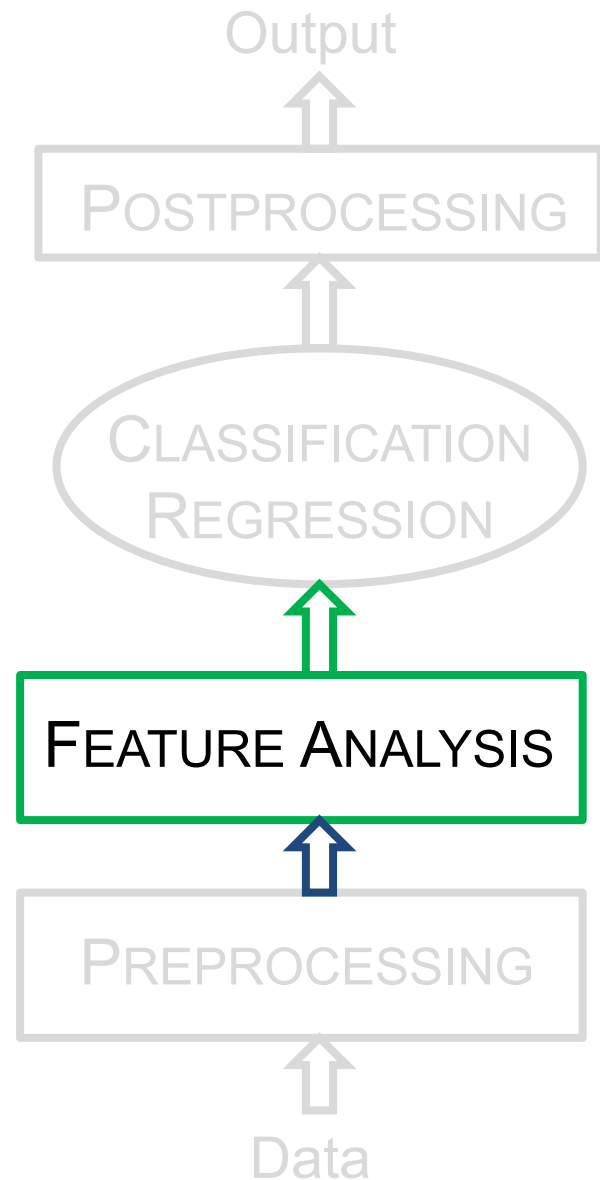 Output
POSTPROCESSING
CLASSIFICATION
REGRESSION
FEATURE ANALYSIS
PREPROCESSING
Data